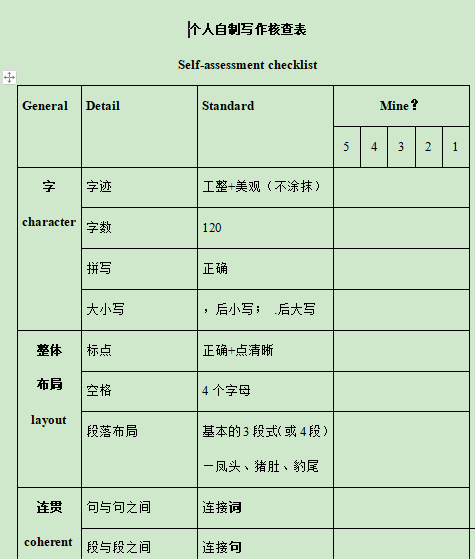 个人自制写作核查表
Self-assessment checklist
General Detail Standard Mine?
5 4 3 2 1
字 字迹 工整+美观（不涂抹）
character 字数 120
拼写 正确
大小写 ，后小写； .后大写
整体 标点 正确+点清晰
布局 空格 4个字母
layout 段落布局 基本的3段式（或4段）
—凤头、猪肚、豹尾
连贯 句与句之间 连接词
coherent 段与段之间 连接句